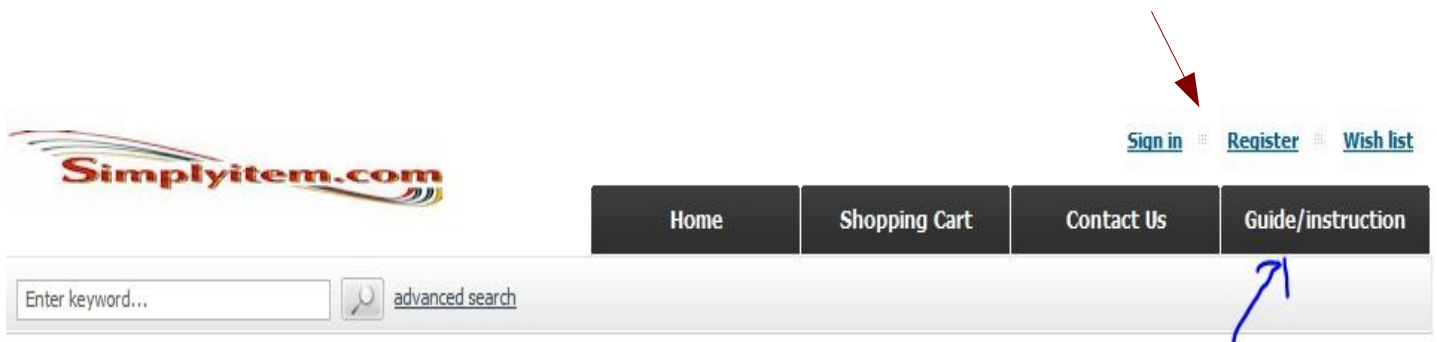 Sign in Register Wish list
Simplyitem.com
Home Shopping Cart Contact Us Guide/instruction
Enter keyword... advanced search